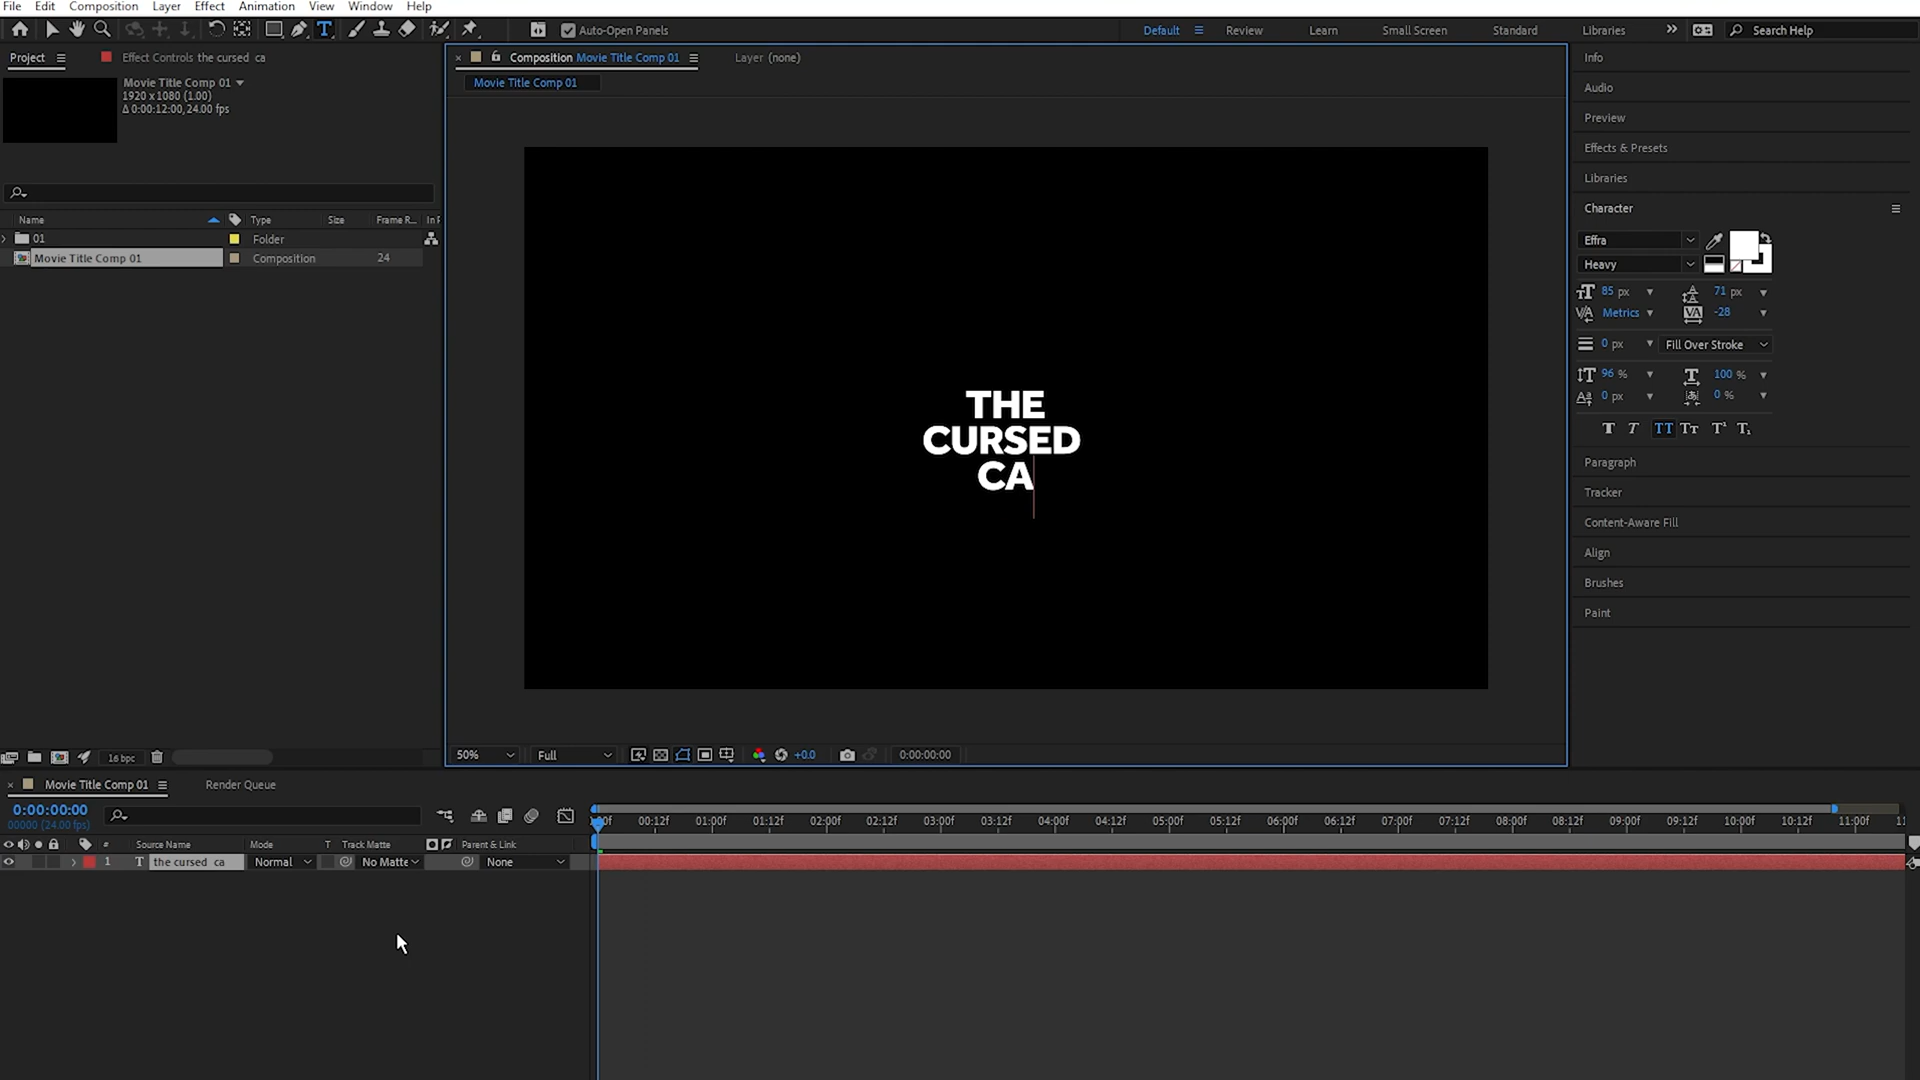 File Edit Composition Layer Effect Animation View Window Help
Auto-Open Panels
Default Review Learn Small Screen Standard Libraries Search Help
Project Effect Controls the cursed ca
Movie Title Comp 01
1920 x 1080 (1.00)
Δ 0:00:12:00, 24.00 fps
Name Type Size Frame R... In P
01 Folder
Movie Title Comp 01 Composition 24
16 bpc
Composition Movie Title Comp 01 Layer (none)
Movie Title Comp 01
THE
CURSED
CA
50% Full +0.0 0:00:00:00
Info
Audio
Preview
Effects & Presets
Libraries
Character
Effra
Heavy
85 px 71 px
Metrics -28
0 px Fill Over Stroke
96 % 100 %
0 px 0 %
T T TT Tт T¹ T₁
Paragraph
Tracker
Content-Aware Fill
Align
Brushes
Paint
Movie Title Comp 01 Render Queue
0:00:00:00
00000 (24.00 fps)
:00f 00:12f 01:00f 01:12f 02:00f 02:12f 03:00f 03:12f 04:00f 04:12f 05:00f 05:12f 06:00f 06:12f 07:00f 07:12f 08:00f 08:12f 09:00f 09:12f 10:00f 10:12f 11:00f 11
# Source Name Mode T Track Matte Parent & Link
1 T the cursed ca Normal No Matte None